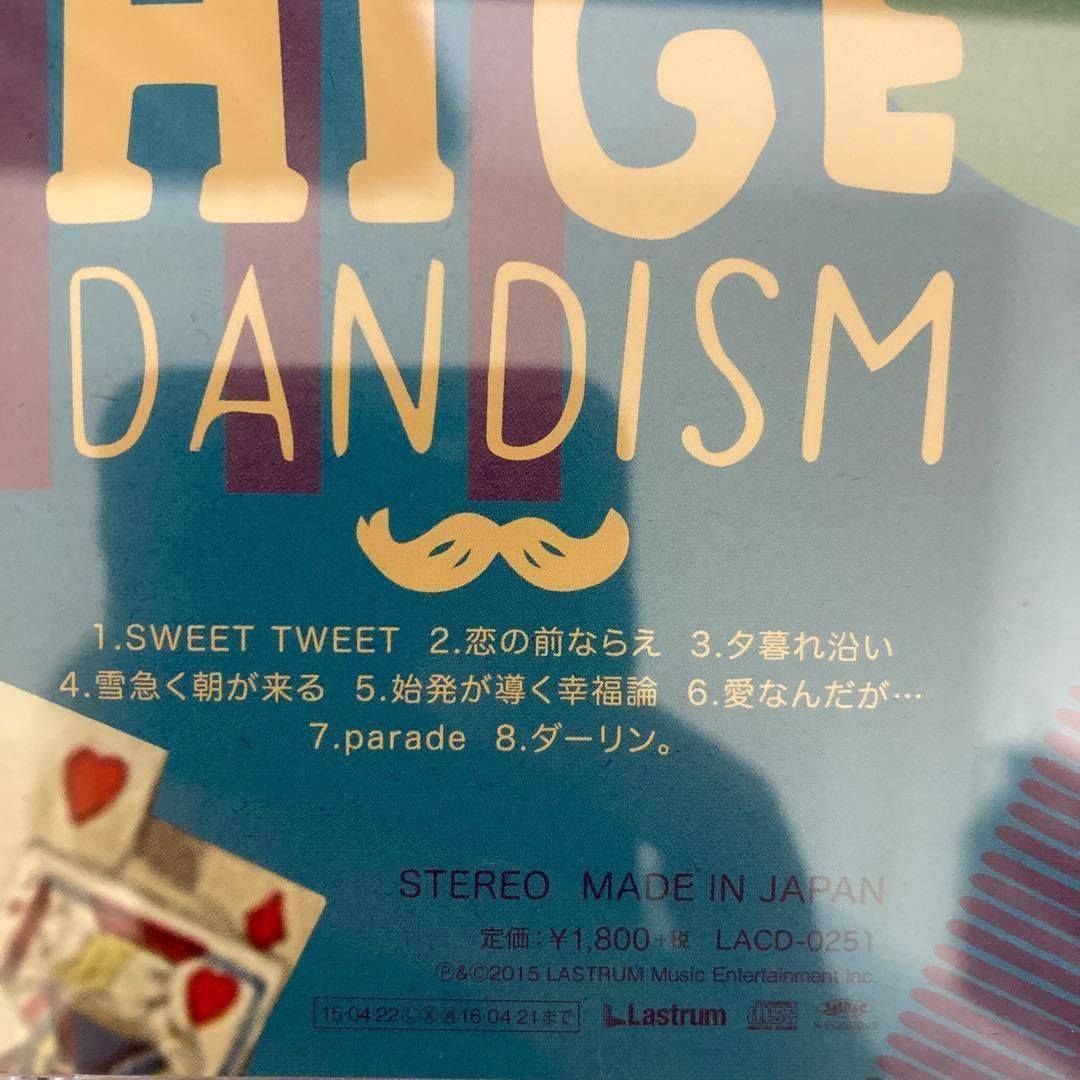 HIGE
DANDISM
1.SWEET TWEET 2.恋の前ならえ 3.夕暮れ沿い
4.雪急く朝が来る 5.始発が導く幸福論 6.愛なんだが…
7.parade 8.ダーリン。
STEREO MADE IN JAPAN
定価:¥1,800+税 LACD-0251
Ⓟ&Ⓒ2015 LASTRUM Music Entertainment Inc.
15·04·22 Ⓛ Ⓧ 16·04·21まで Lastrum disc